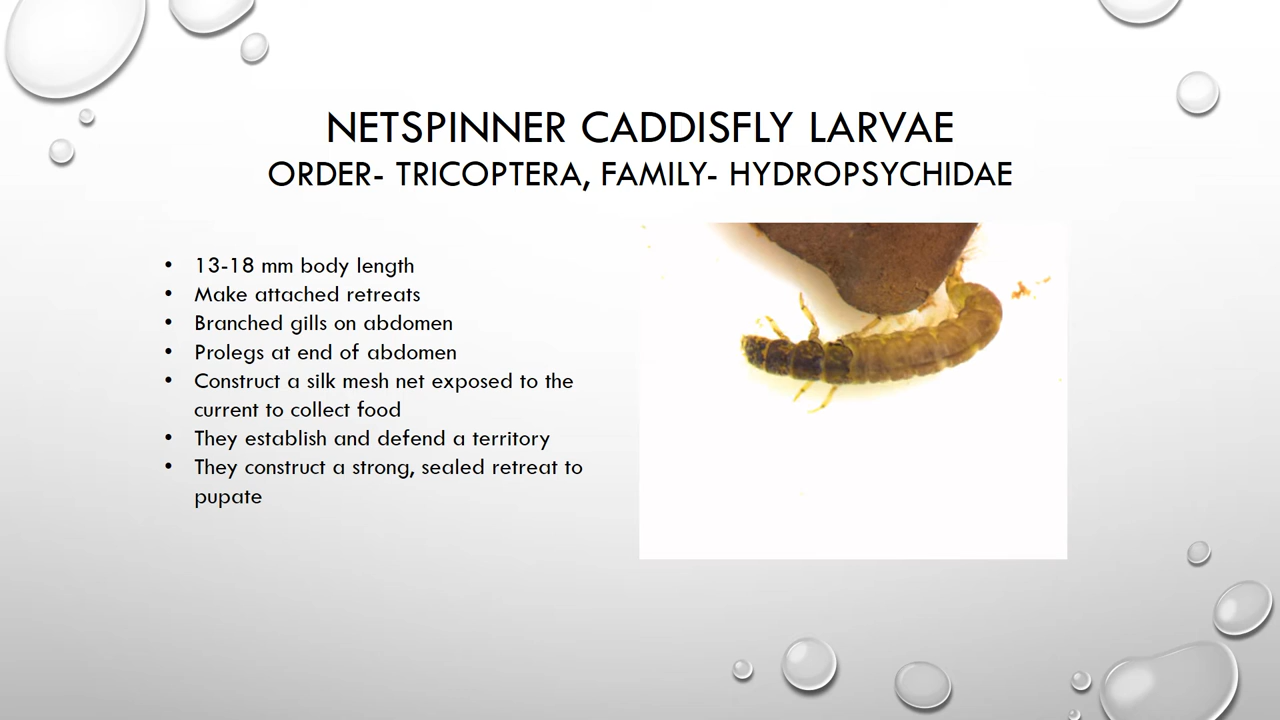 NETSPINNER CADDISFLY LARVAE
ORDER- TRICOPTERA, FAMILY- HYDROPSYCHIDAE
• 13-18 mm body length
• Make attached retreats
• Branched gills on abdomen
• Prolegs at end of abdomen
• Construct a silk mesh net exposed to the
current to collect food
• They establish and defend a territory
• They construct a strong, sealed retreat to
pupate